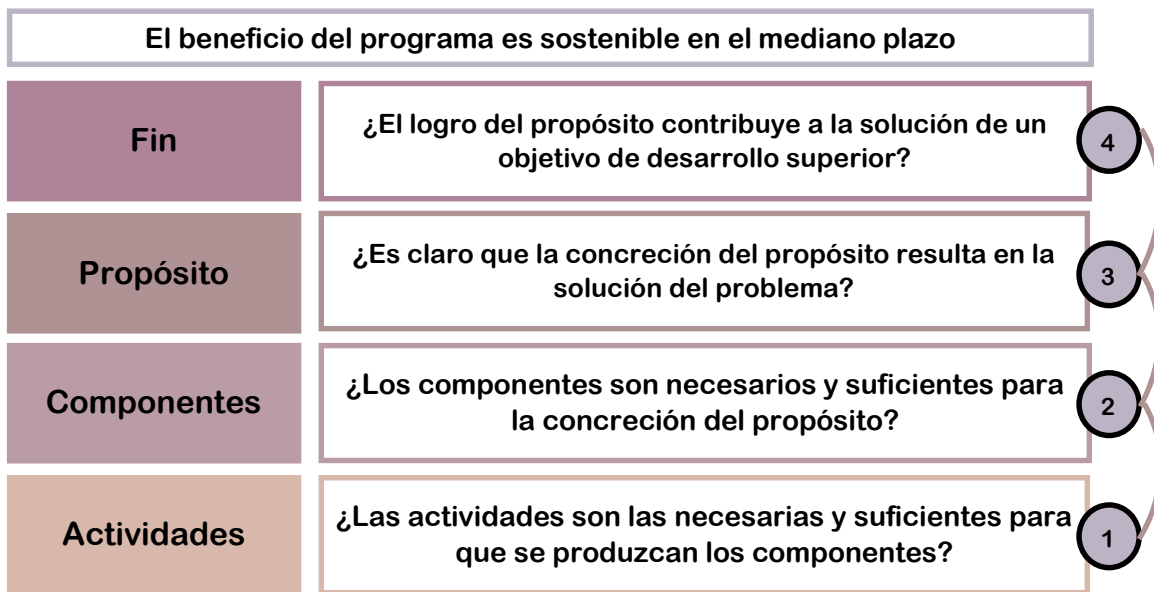 El beneficio del programa es sostenible en el mediano plazo
Fin
¿El logro del propósito contribuye a la solución de un
objetivo de desarrollo superior?
4
Propósito
¿Es claro que la concreción del propósito resulta en la
solución del problema?
3
Componentes
¿Los componentes son necesarios y suficientes para
la concreción del propósito?
2
Actividades
¿Las actividades son las necesarias y suficientes para
que se produzcan los componentes?
1